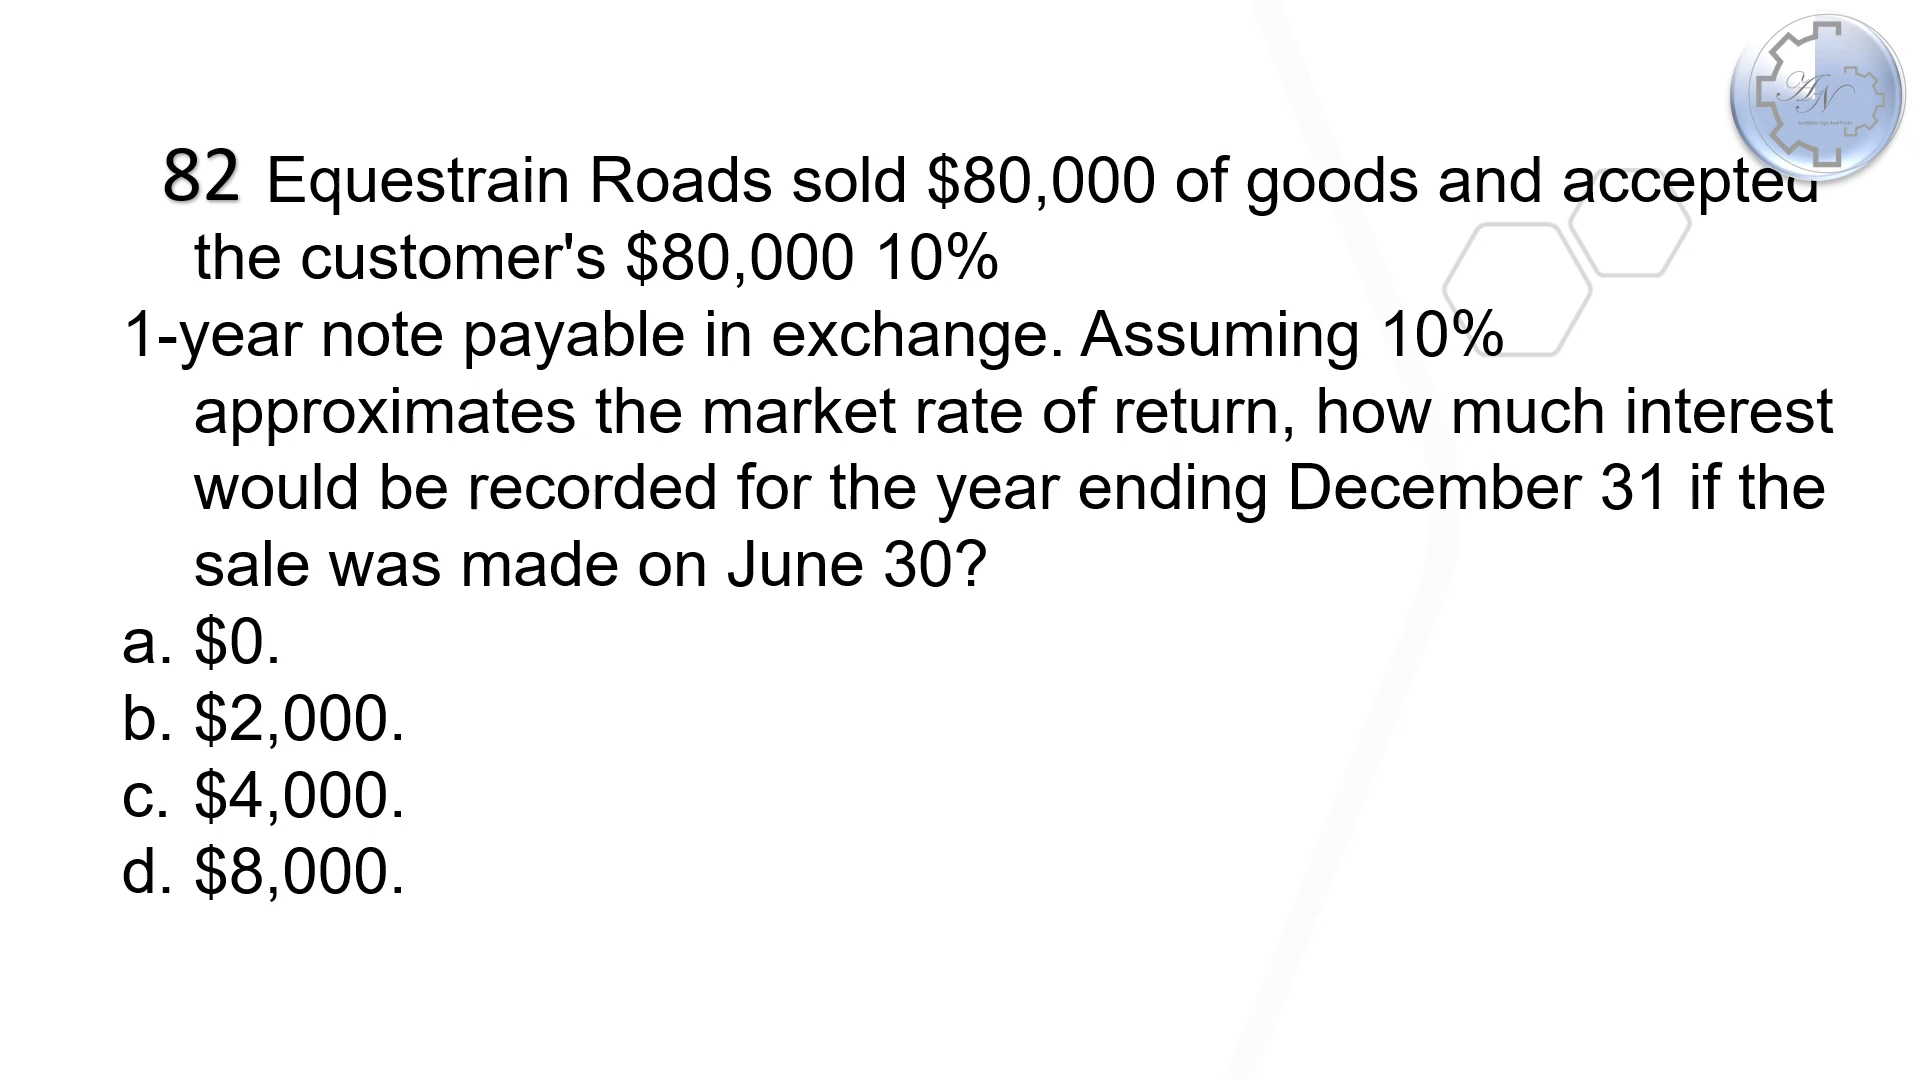 82 Equestrain Roads sold $80,000 of goods and accepted
the customer's $80,000 10%
1-year note payable in exchange. Assuming 10%
approximates the market rate of return, how much interest
would be recorded for the year ending December 31 if the
sale was made on June 30?
a. $0.
b. $2,000.
c. $4,000.
d. $8,000.
AN